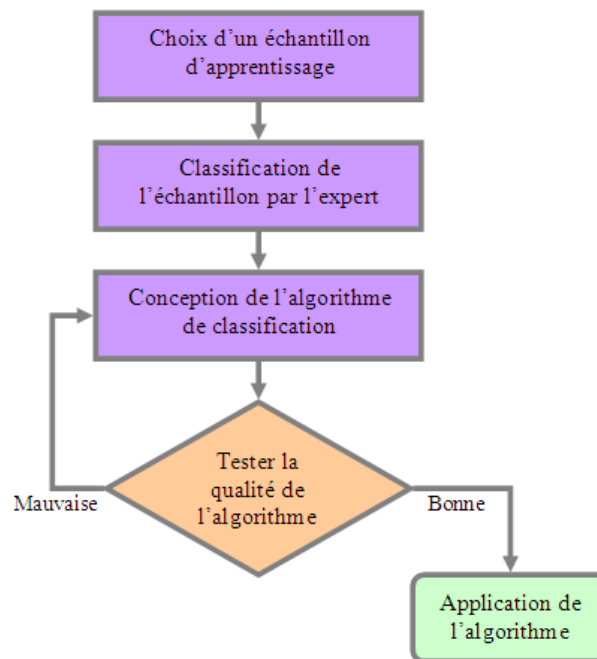 Choix d'un échantillon
d'apprentissage
Classification de
l'échantillon par l'expert
Conception de l'algorithme
de classification
Tester la
qualité de
l'algorithme
Mauvaise
Bonne
Application de
l'algorithme